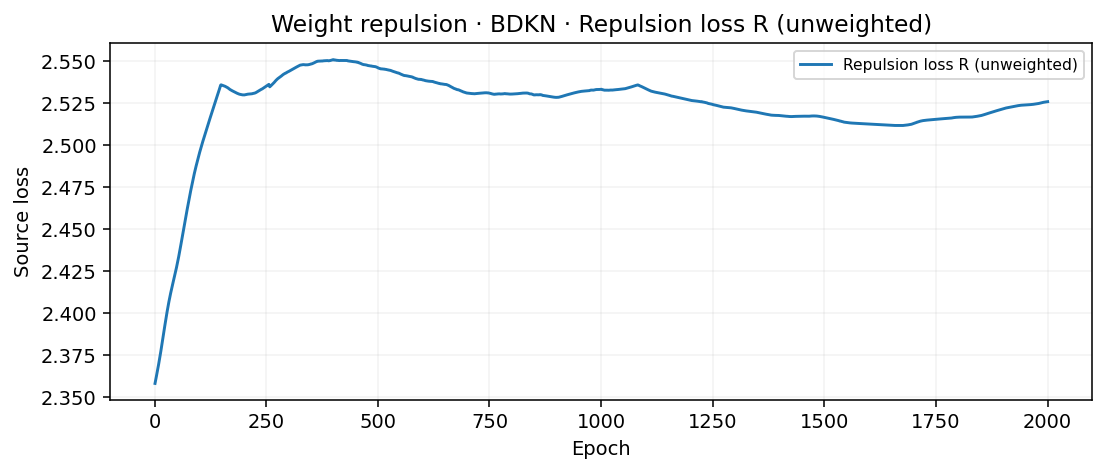 Weight repulsion · BDKN · Repulsion loss R (unweighted)
Repulsion loss R (unweighted)
Source loss
2.550
2.525
2.500
2.475
2.450
2.425
2.400
2.375
2.350
0 250 500 750 1000 1250 1500 1750 2000
Epoch